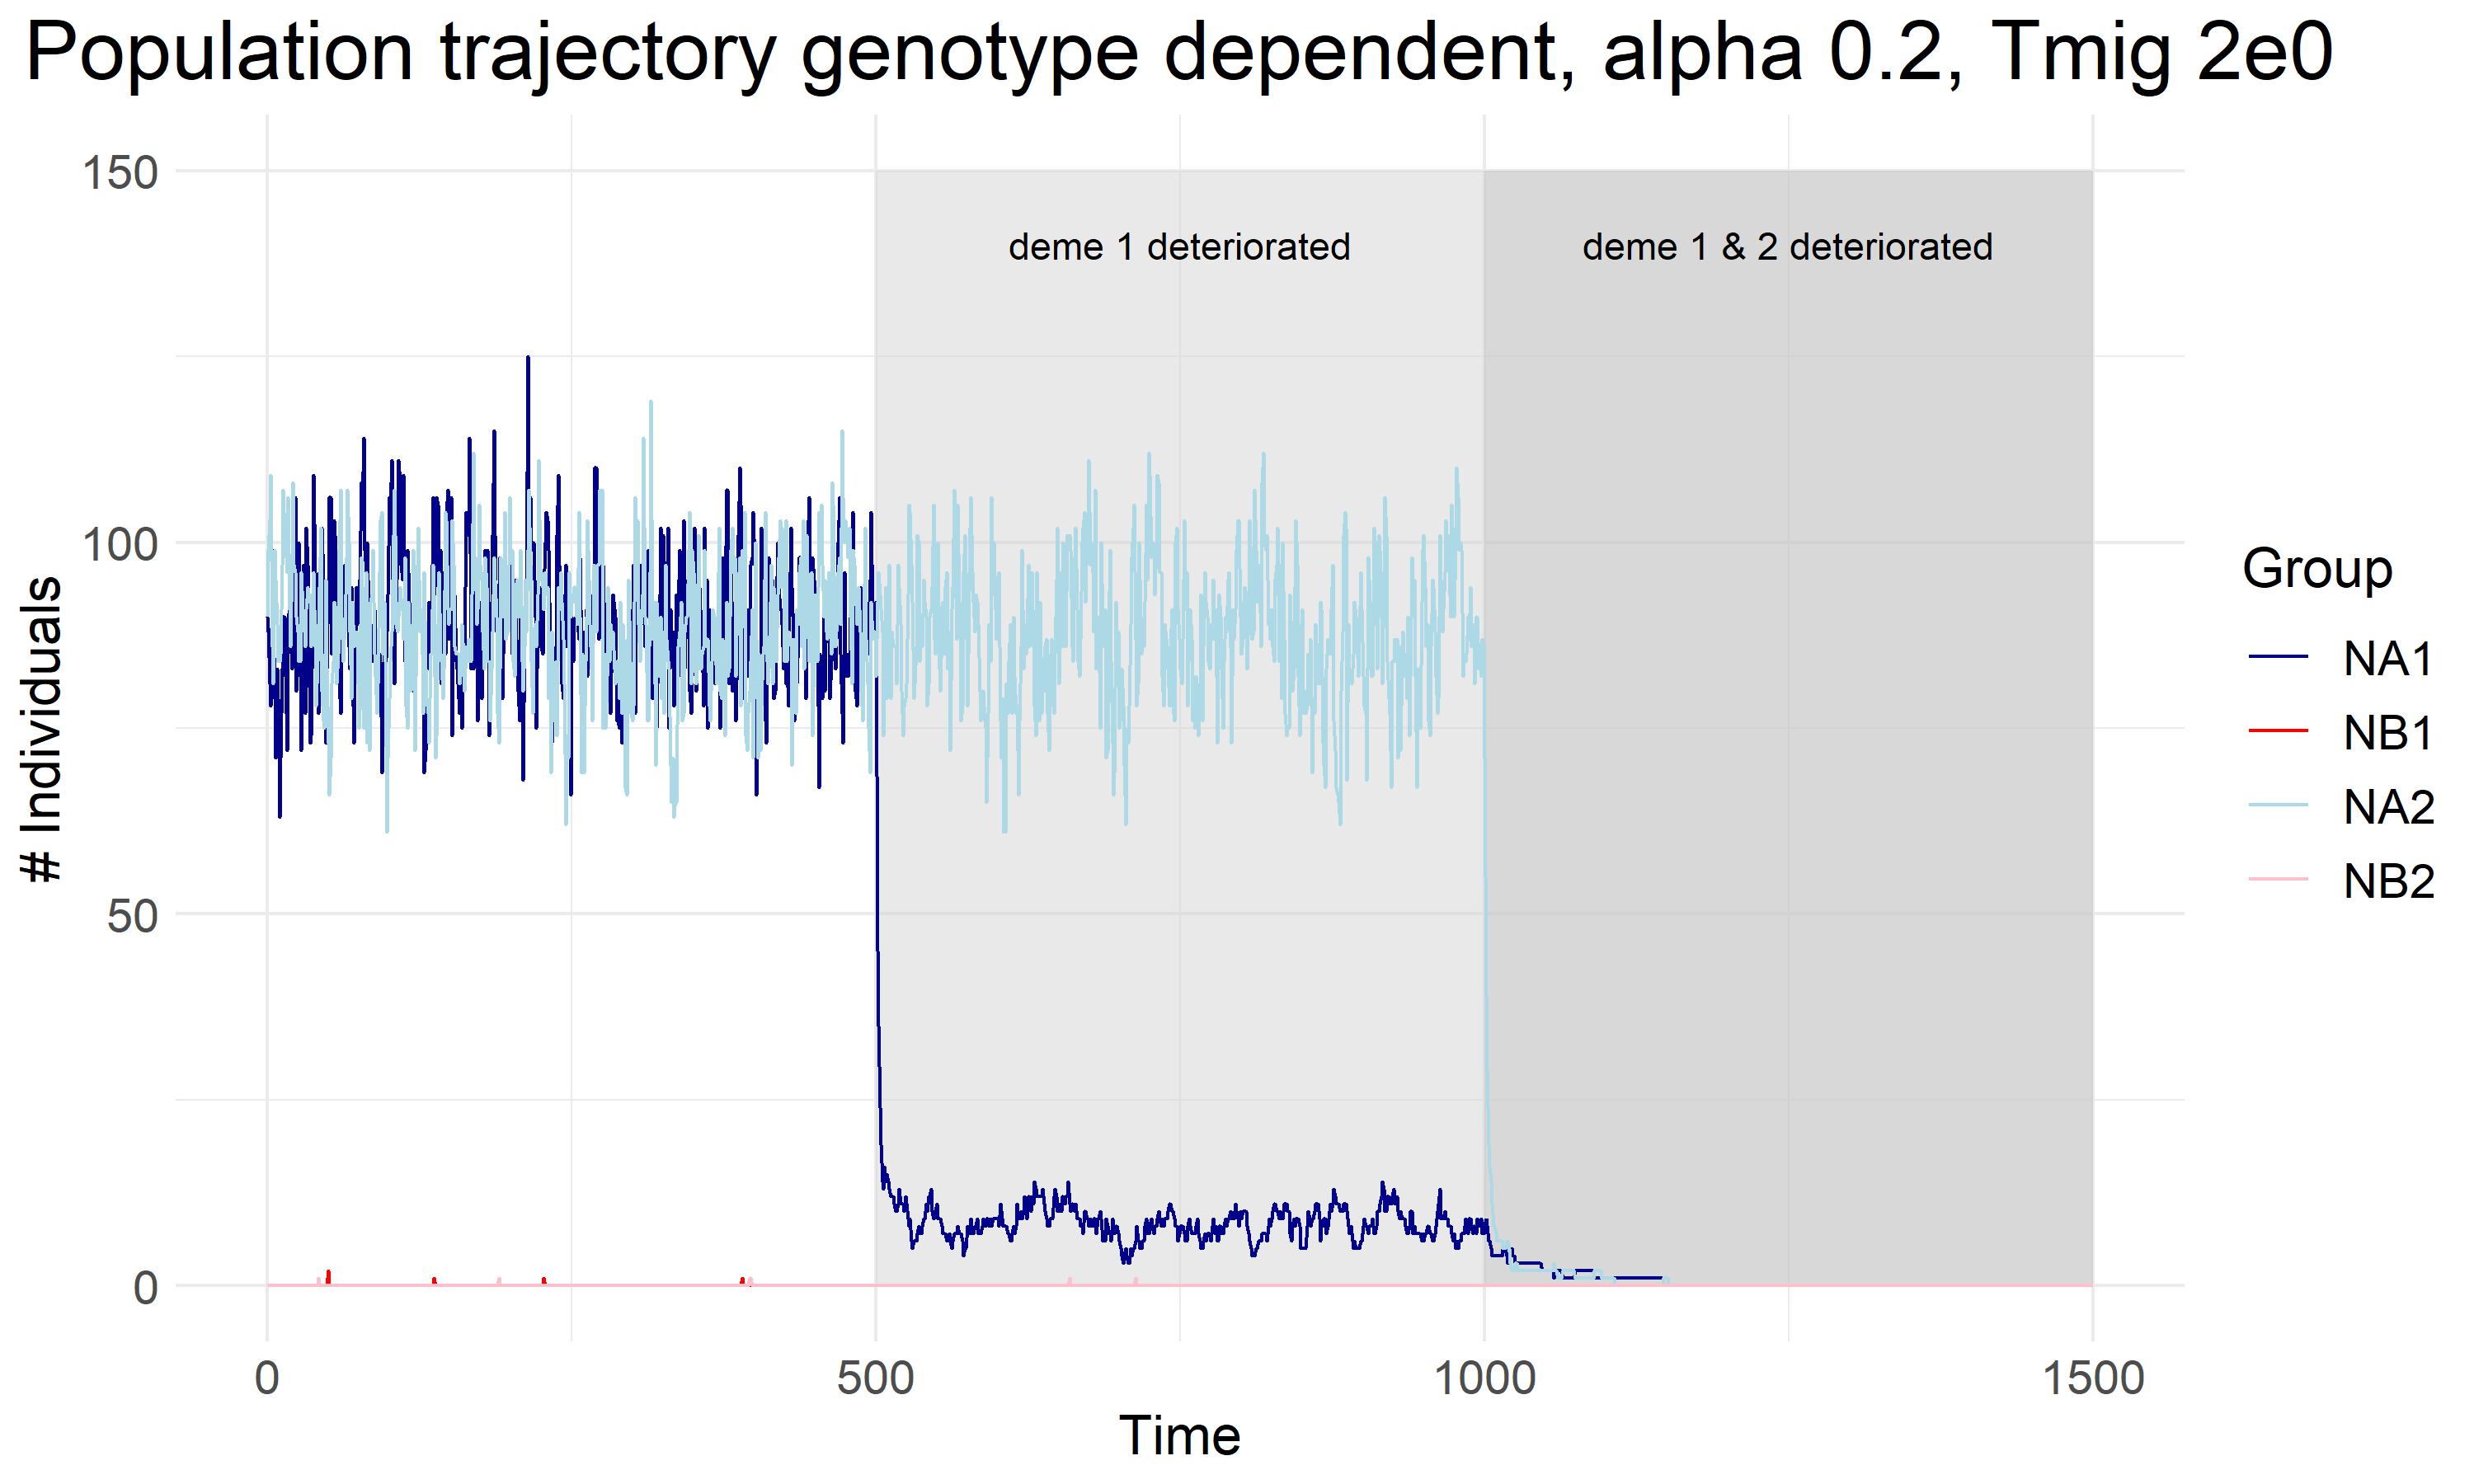 Population trajectory genotype dependent, alpha 0.2, Tmig 2e0
150
100
50
0
# Individuals
deme 1 deteriorated
deme 1 & 2 deteriorated
0
500
1000
1500
Time
Group
NA1
NB1
NA2
NB2